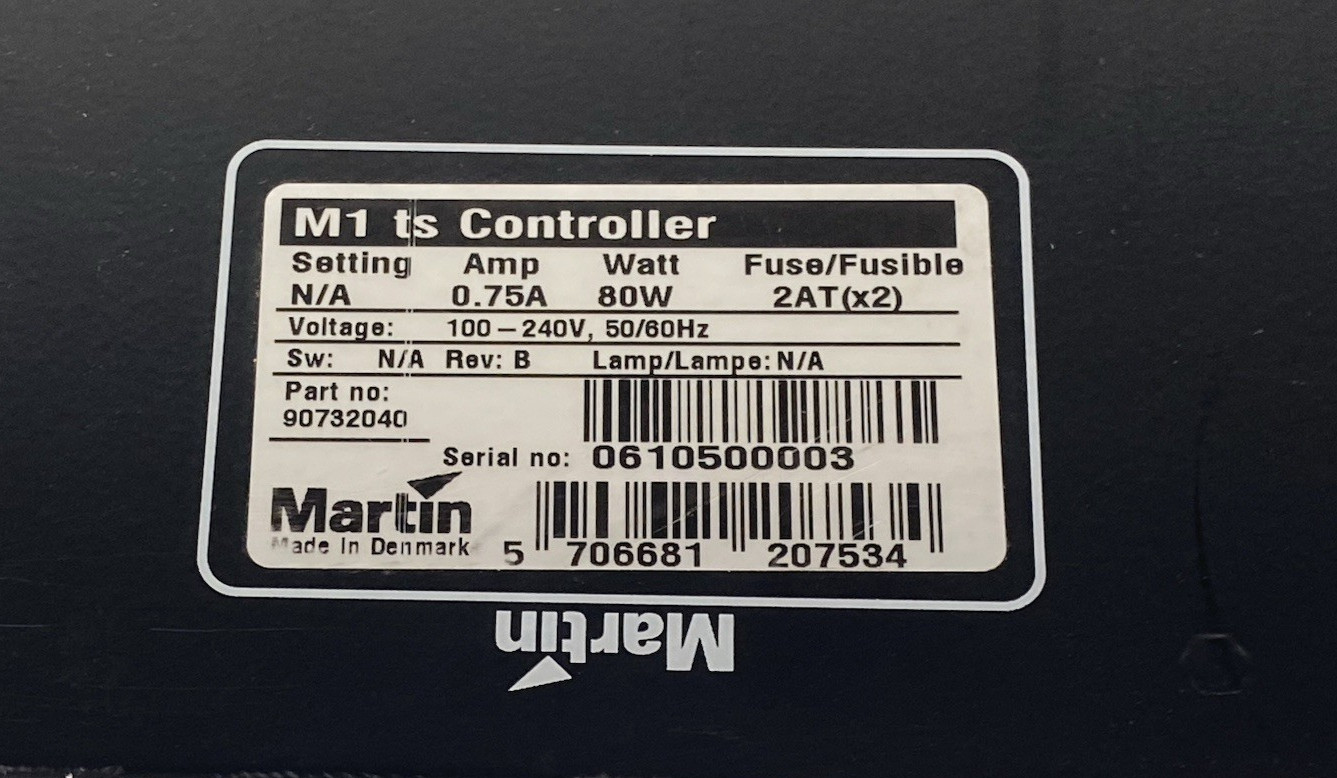 M1 ts Controller
Setting Amp Watt Fuse/Fusible
N/A 0.75A 80W 2AT(x2)
Voltage: 100–240V, 50/60Hz
Sw: N/A Rev: B Lamp/Lampe: N/A
Part no:
90732040
Serial no: 0610500003
Martin
Made In Denmark
5 706681 207534
Martin